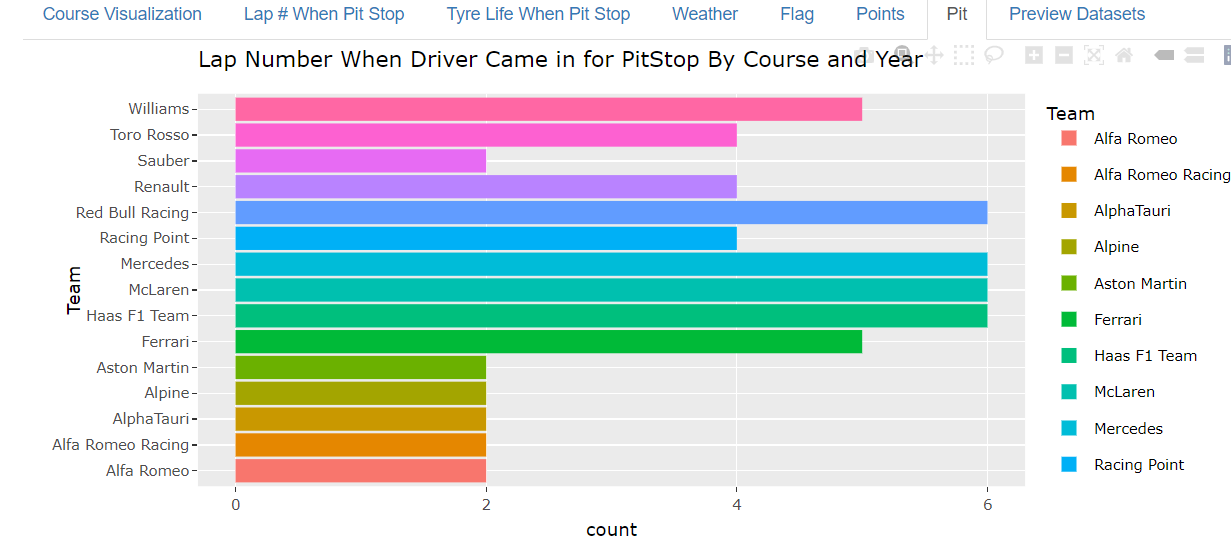 Course Visualization Lap # When Pit Stop Tyre Life When Pit Stop Weather Flag Points Pit Preview Datasets
Lap Number When Driver Came in for PitStop By Course and Year
Team
Williams
Toro Rosso
Sauber
Renault
Red Bull Racing
Racing Point
Mercedes
McLaren
Haas F1 Team
Ferrari
Aston Martin
Alpine
AlphaTauri
Alfa Romeo Racing
Alfa Romeo
0 2 4 6
count
Team
Alfa Romeo
Alfa Romeo Racing
AlphaTauri
Alpine
Aston Martin
Ferrari
Haas F1 Team
McLaren
Mercedes
Racing Point